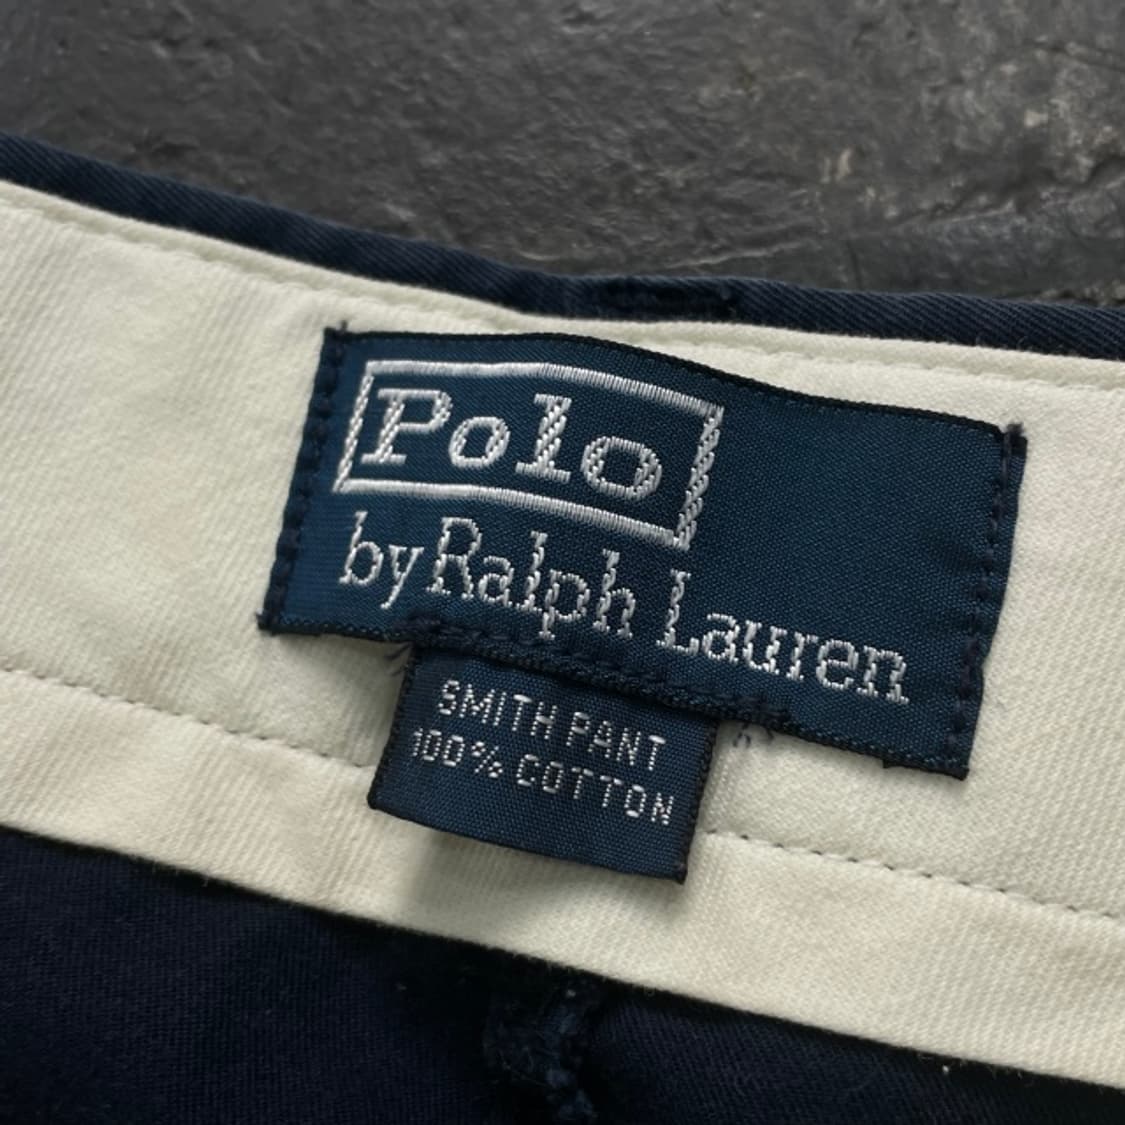 Polo
by Ralph Lauren
SMITH PANT
100% COTTON